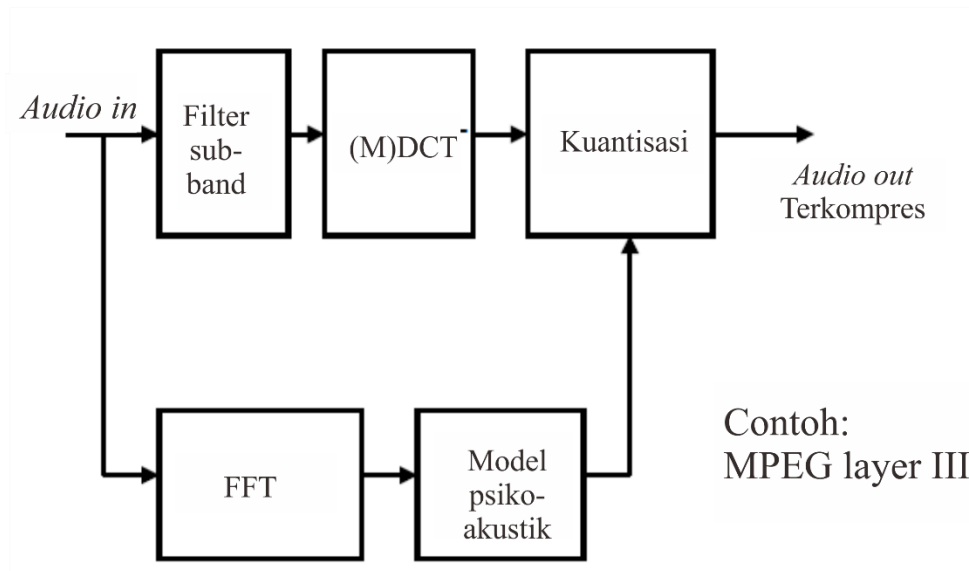 Audio in
Filter
sub-
band
(M)DCT
Kuantisasi
Audio out
Terkompres
FFT
Model
psiko-
akustik
Contoh:
MPEG layer III